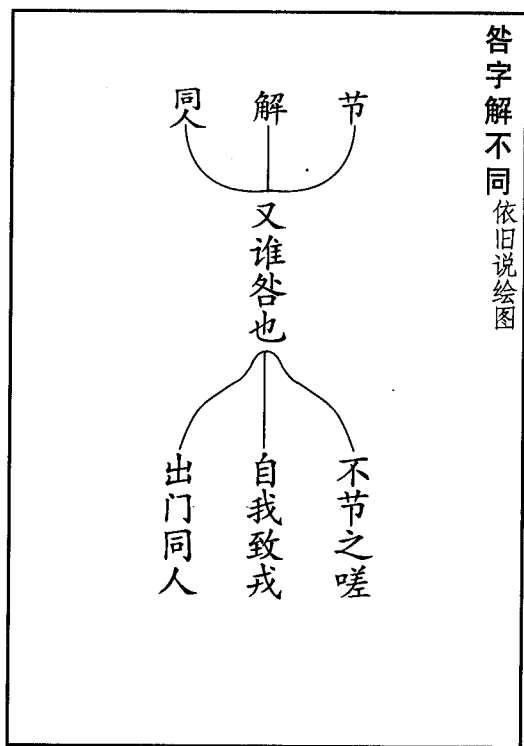 咎字解不同 依旧说绘图
节
解
同人
又谁咎也
不节之嗟
自我致戎
出门同人